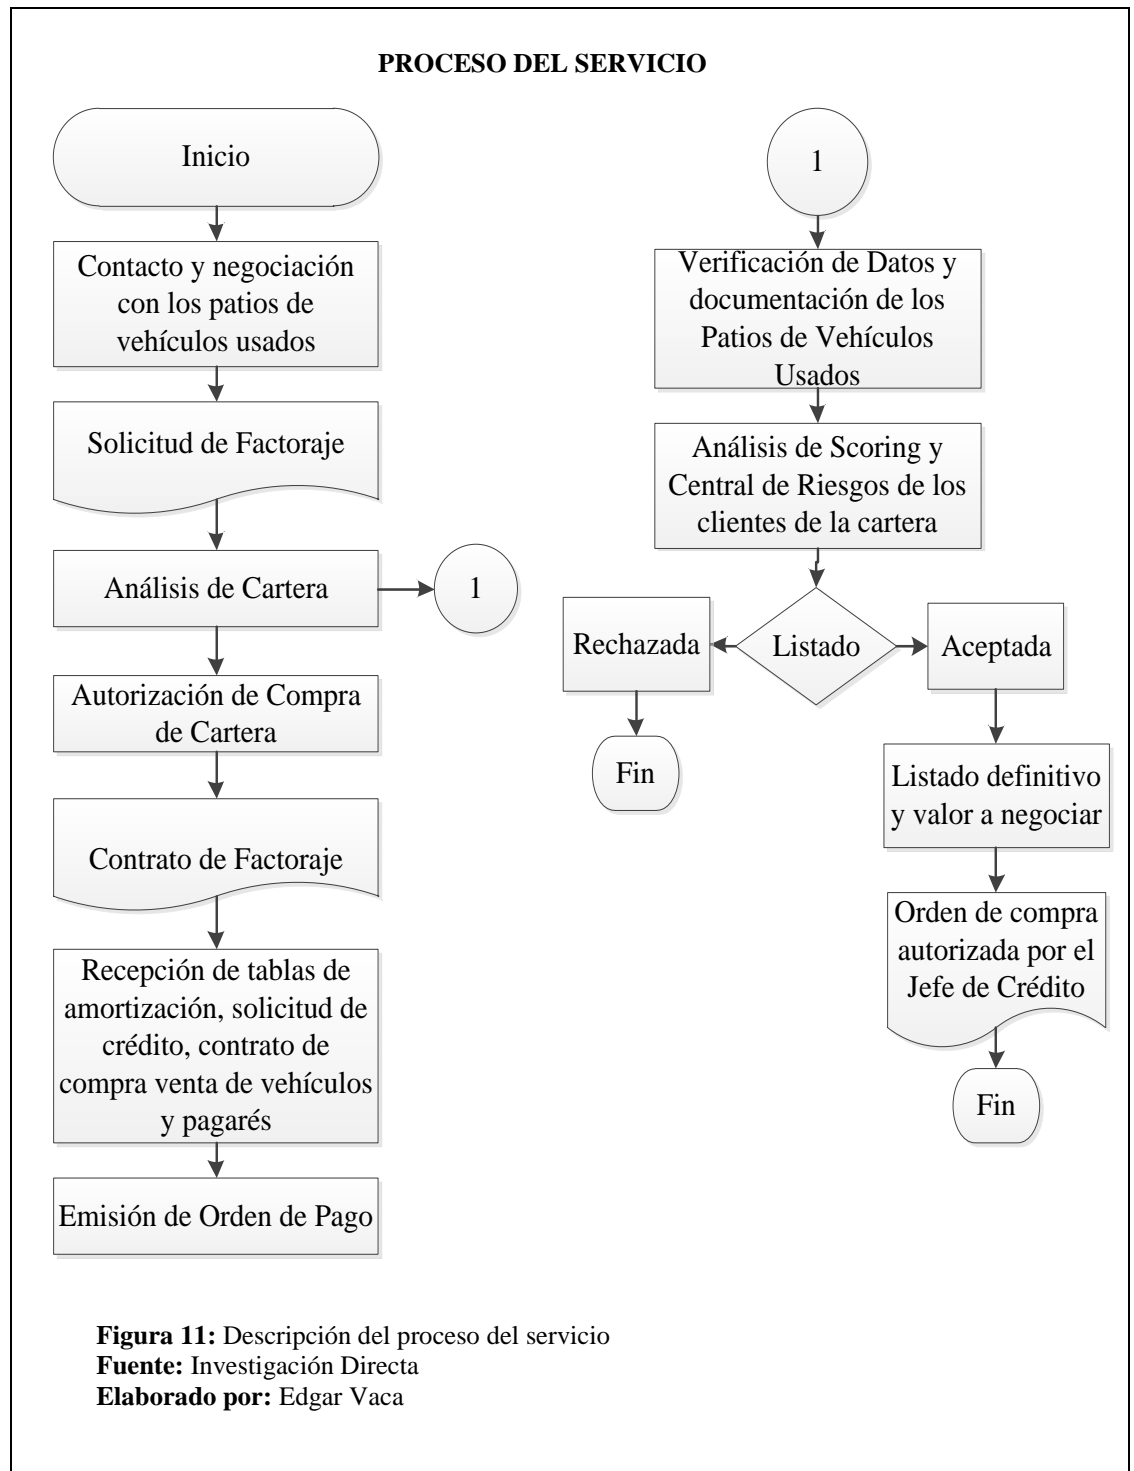 PROCESO DEL SERVICIO
Inicio
Contacto y negociación
con los patios de
vehículos usados
Solicitud de Factoraje
Análisis de Cartera
1
Autorización de Compra
de Cartera
Contrato de Factoraje
Recepción de tablas de
amortización, solicitud de
crédito, contrato de
compra venta de vehículos
y pagarés
Emisión de Orden de Pago
1
Verificación de Datos y
documentación de los
Patios de Vehículos
Usados
Análisis de Scoring y
Central de Riesgos de los
clientes de la cartera
Rechazada
Listado
Aceptada
Fin
Listado definitivo
y valor a negociar
Orden de compra
autorizada por el
Jefe de Crédito
Fin
Figura 11: Descripción del proceso del servicio
Fuente: Investigación Directa
Elaborado por: Edgar Vaca